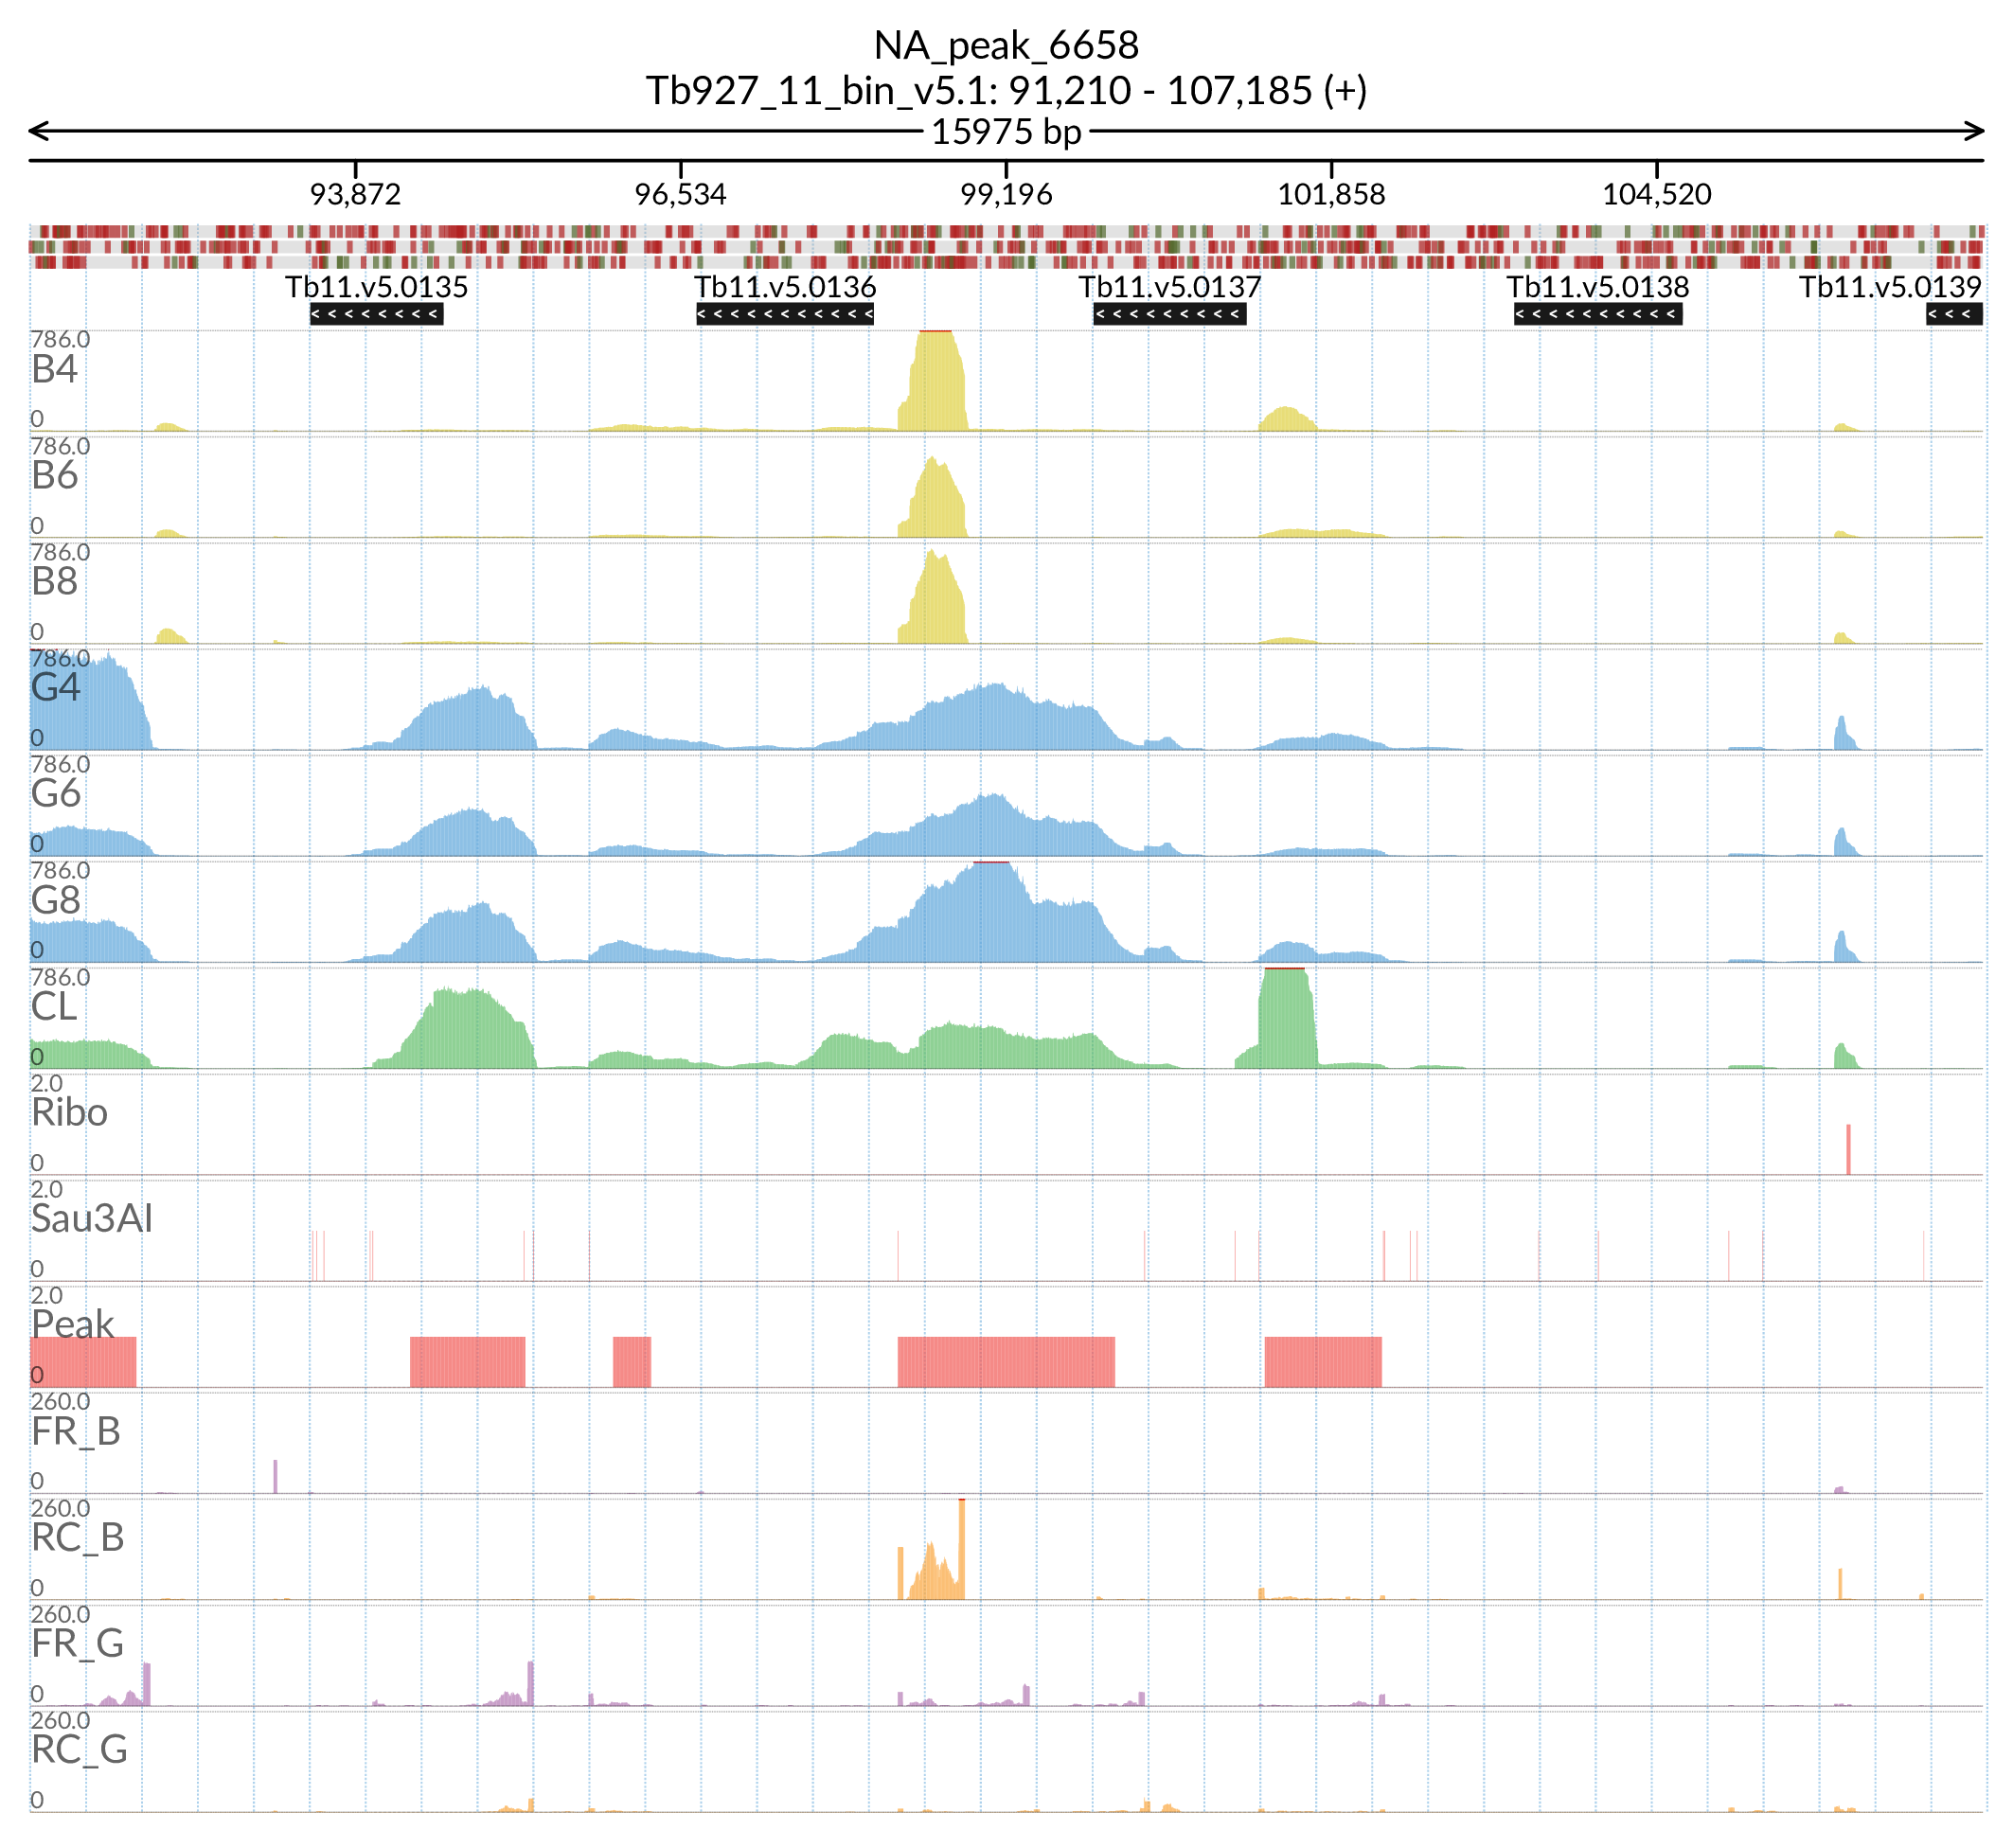 NA_peak_6658
Tb927_11_bin_v5.1: 91,210 - 107,185 (+)
15975 bp
93,872 96,534 99,196 101,858 104,520
Tb11.v5.0135 Tb11.v5.0136 Tb11.v5.0137 Tb11.v5.0138 Tb11.v5.0139
786.0
B4
0
786.0
B6
0
786.0
B8
0
786.0
G4
0
786.0
G6
0
786.0
G8
0
786.0
CL
0
2.0
Ribo
0
2.0
Sau3AI
0
2.0
Peak
0
260.0
FR_B
0
260.0
RC_B
0
260.0
FR_G
0
260.0
RC_G
0